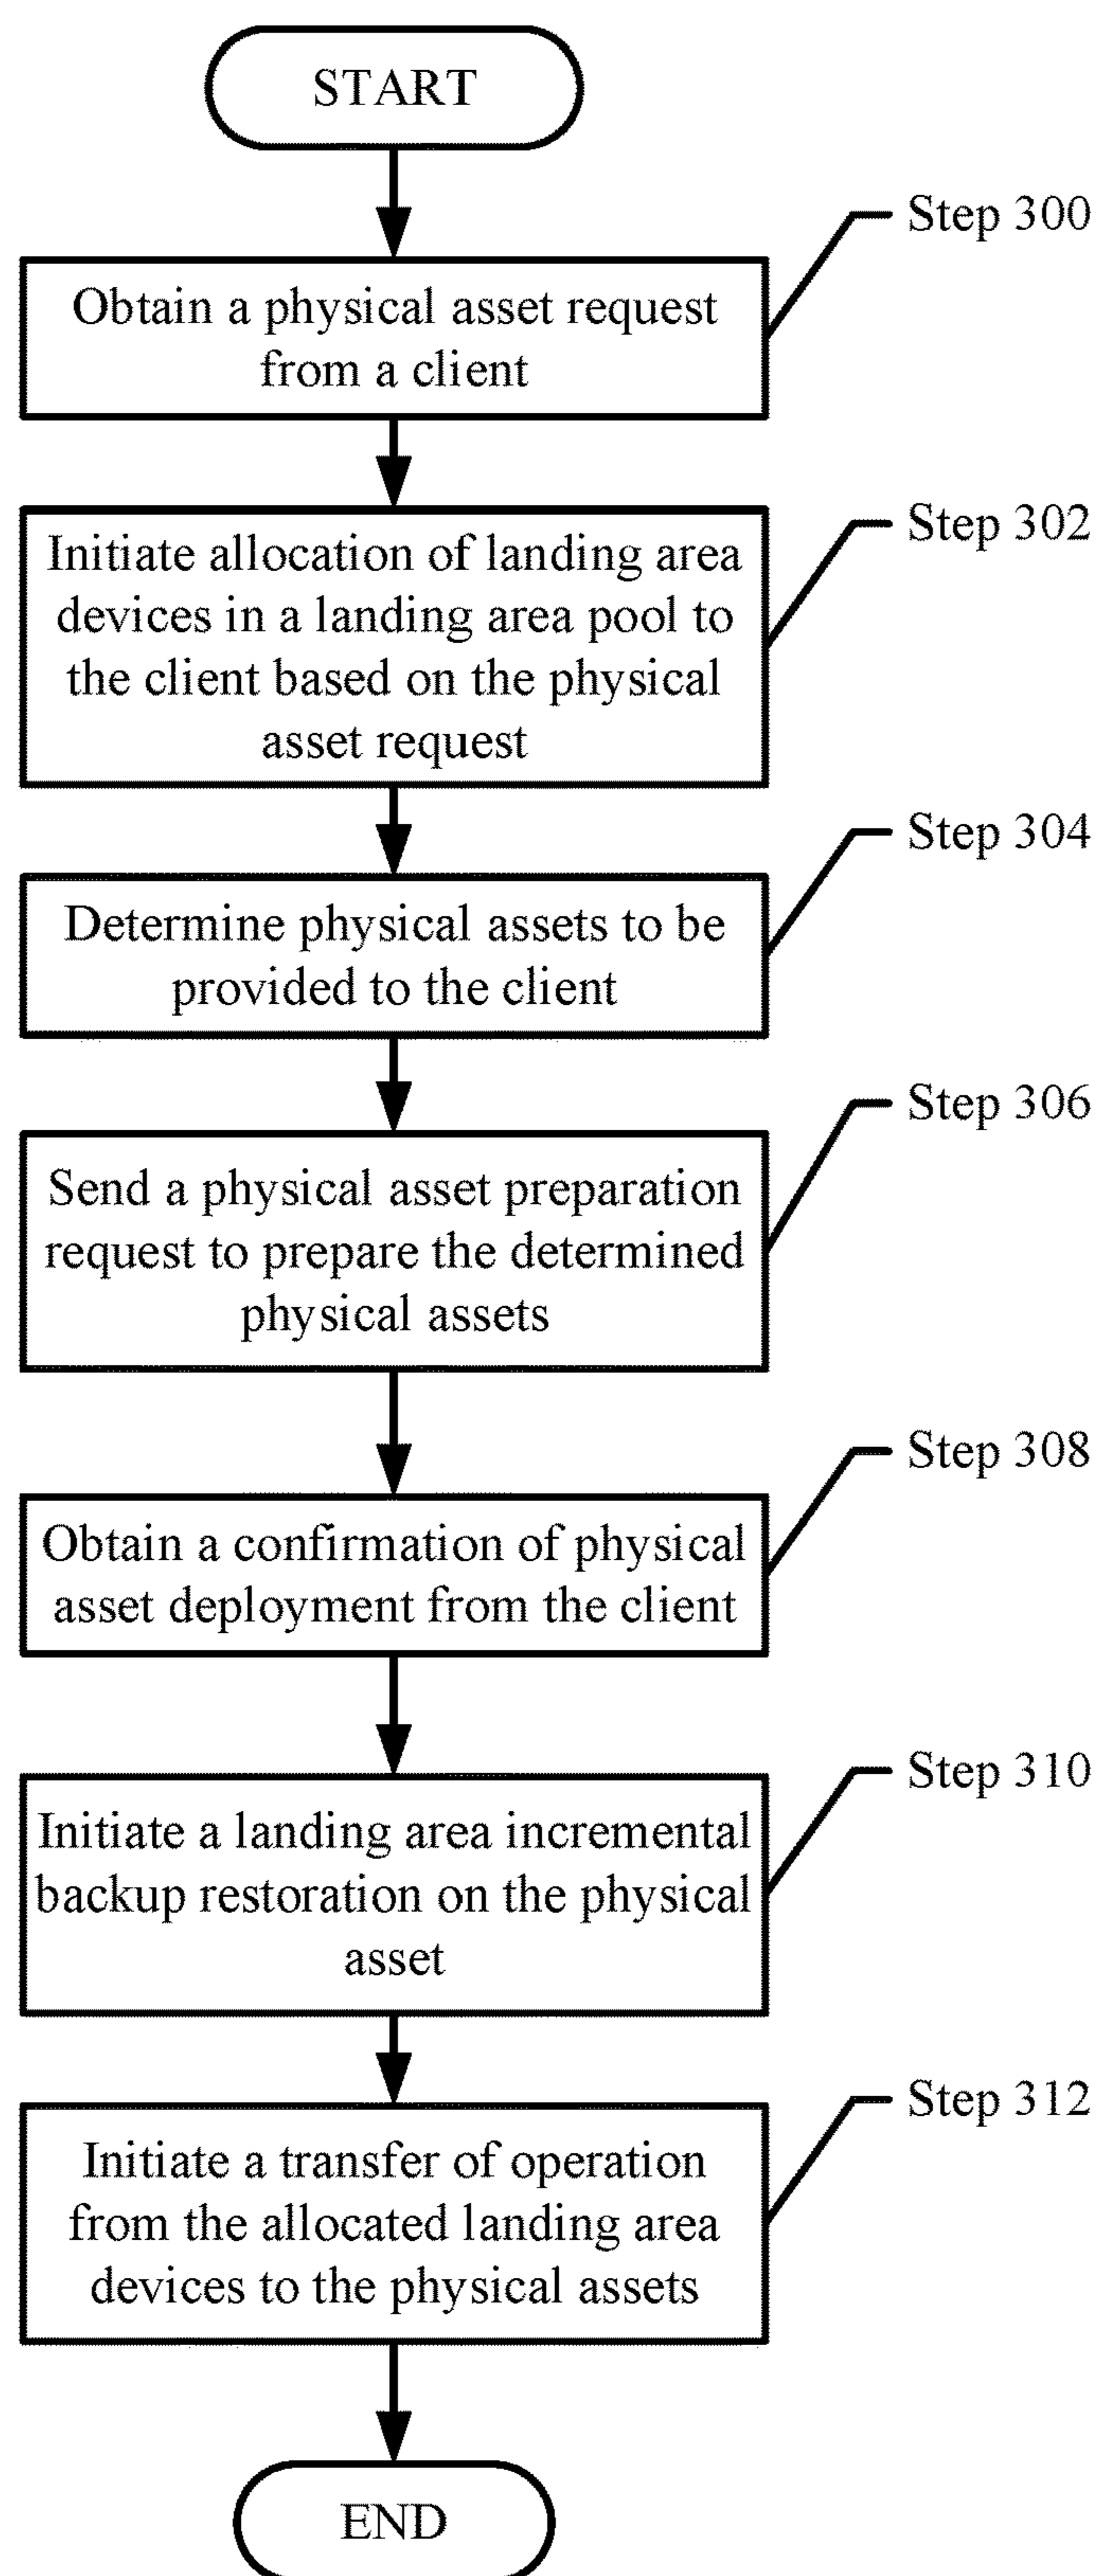 START
Step 300
Obtain a physical asset request
from a client
Step 302
Initiate allocation of landing area
devices in a landing area pool to
the client based on the physical
asset request
Step 304
Determine physical assets to be
provided to the client
Step 306
Send a physical asset preparation
request to prepare the determined
physical assets
Step 308
Obtain a confirmation of physical
asset deployment from the client
Step 310
Initiate a landing area incremental
backup restoration on the physical
asset
Step 312
Initiate a transfer of operation
from the allocated landing area
devices to the physical assets
END